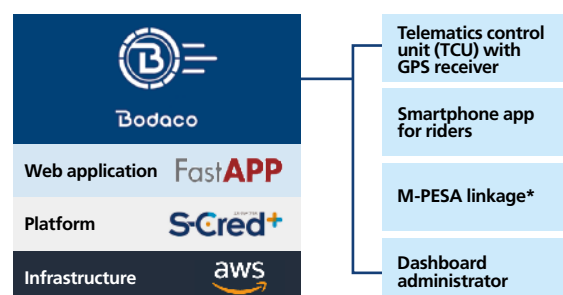 B
Bodaco
Web application
FastAPP
Platform
S-Cred+
Infrastructure
aws
Telematics control
unit (TCU) with
GPS receiver
Smartphone app
for riders
M-PESA linkage*
Dashboard
administrator